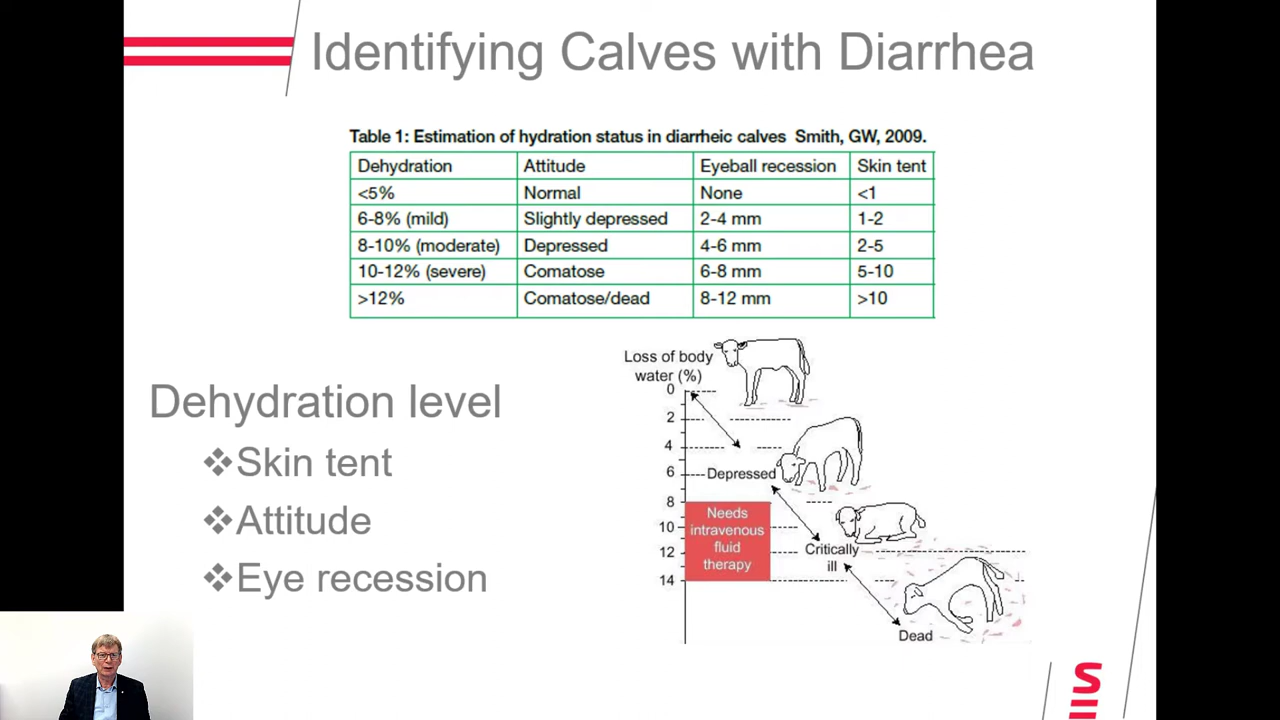 Identifying Calves with Diarrhea
Table 1: Estimation of hydration status in diarrheic calves Smith, GW, 2009.
Dehydration Attitude Eyeball recession Skin tent
<5% Normal None <1
6-8% (mild) Slightly depressed 2-4 mm 1-2
8-10% (moderate) Depressed 4-6 mm 2-5
10-12% (severe) Comatose 6-8 mm 5-10
>12% Comatose/dead 8-12 mm >10
Dehydration level
❖Skin tent
❖Attitude
❖Eye recession
Loss of body
water (%)
0
2
4
6 Depressed
8
Needs
10 intravenous
fluid
12 therapy
14
Critically
ill
Dead
S